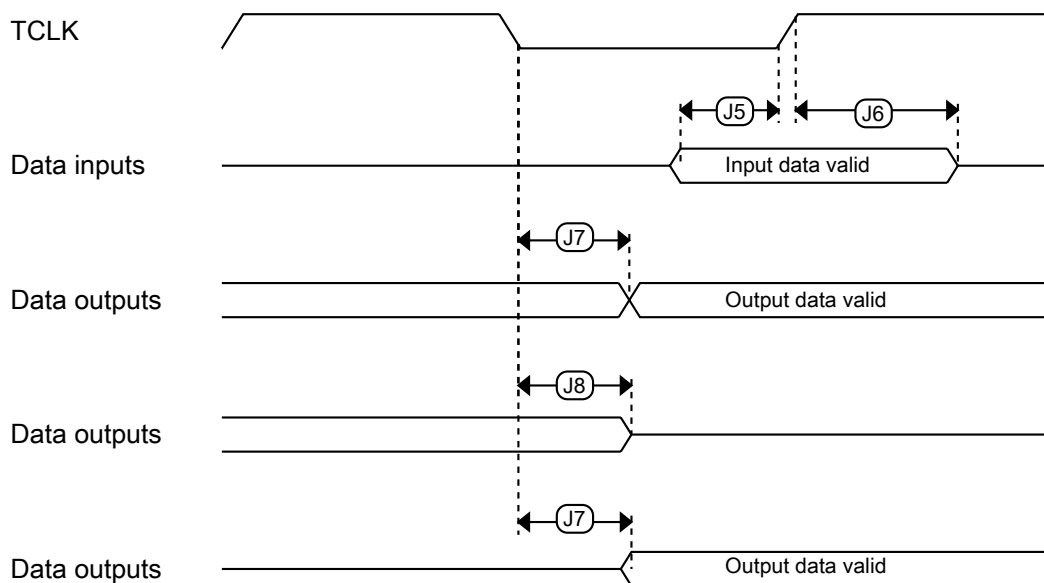 TCLK
J5
J6
Data inputs
Input data valid
J7
Data outputs
Output data valid
J8
Data outputs
J7
Data outputs
Output data valid